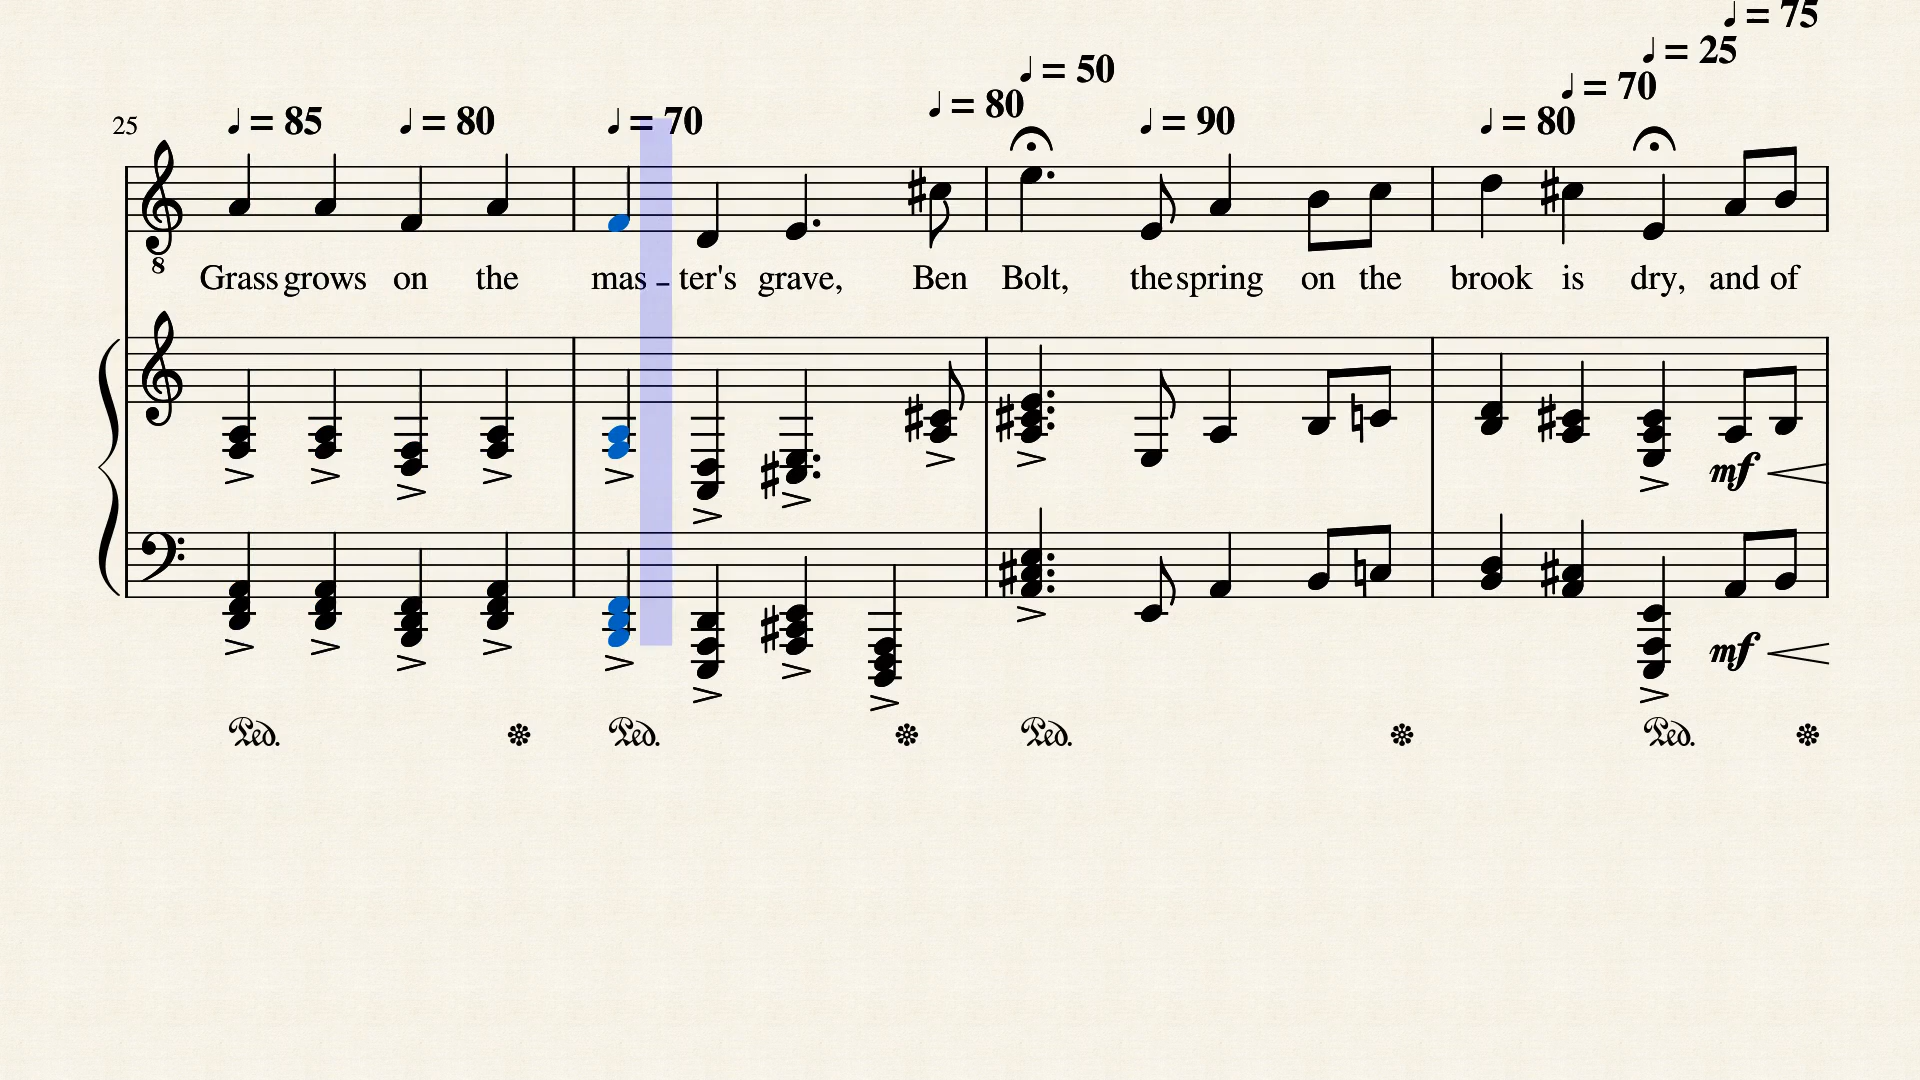 ♩ = 75
♩ = 25
♩ = 50
♩ = 70
♩ = 80
25 ♩ = 85 ♩ = 80 ♩ = 70 ♩ = 90 ♩ = 80
8
Grass grows on the mas - ter's grave, Ben Bolt, the spring on the brook is dry, and of
mf
mf
Ped. Ped. Ped. Ped.